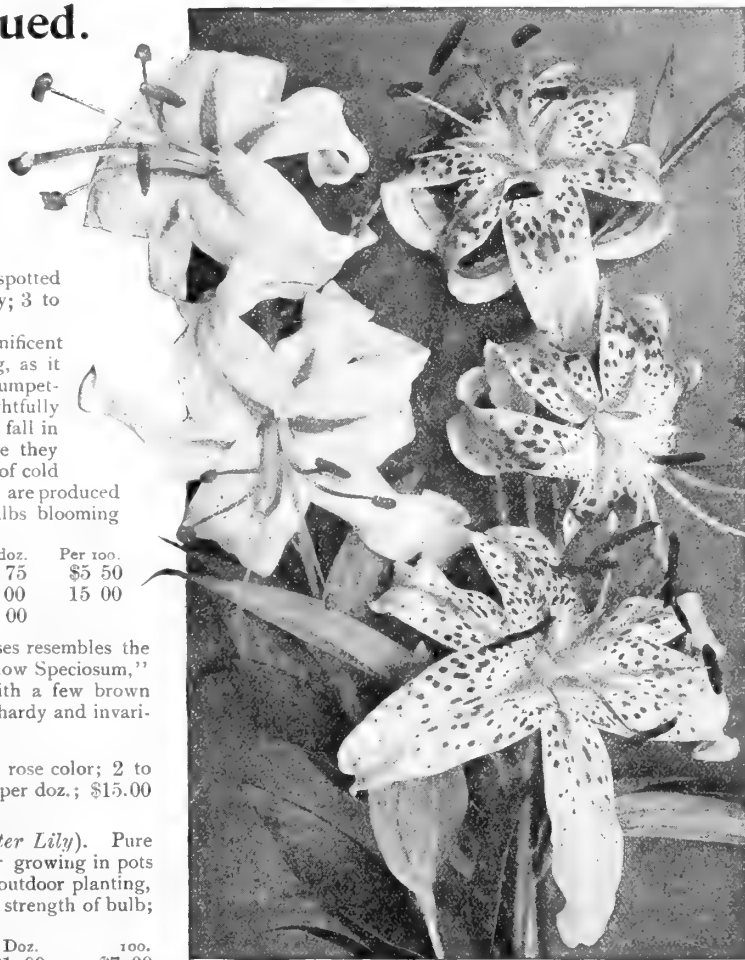 ued.
spotted
y; 3 to
nificent
g, as it
umpet-
htfully
fall in
e they
of cold
are produced
lbs blooming
doz. Per 100.
75 $5 50
00 15 00
00
ses resembles the
low Speciosum,"
ith a few brown
hardy and invari-
rose color; 2 to
per doz.; $15.00
ter Lily). Pure
r growing in pots
outdoor planting,
strength of bulb;
Doz. 100.